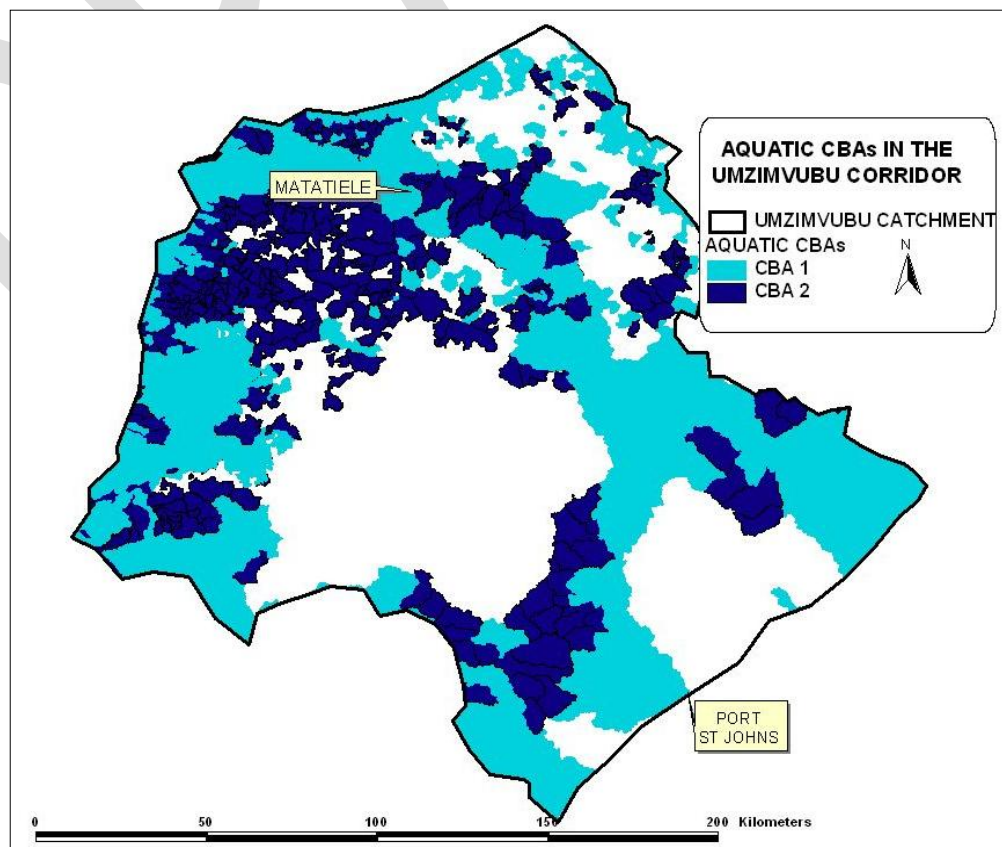 AQUATIC CBAs IN THE
UMZIMVUBU CORRIDOR
UMZIMVUBU CATCHMENT
AQUATIC CBAs
N
CBA 1
CBA 2
MATATIELE
PORT
ST JOHNS
0 50 100 150 200 Kilometers